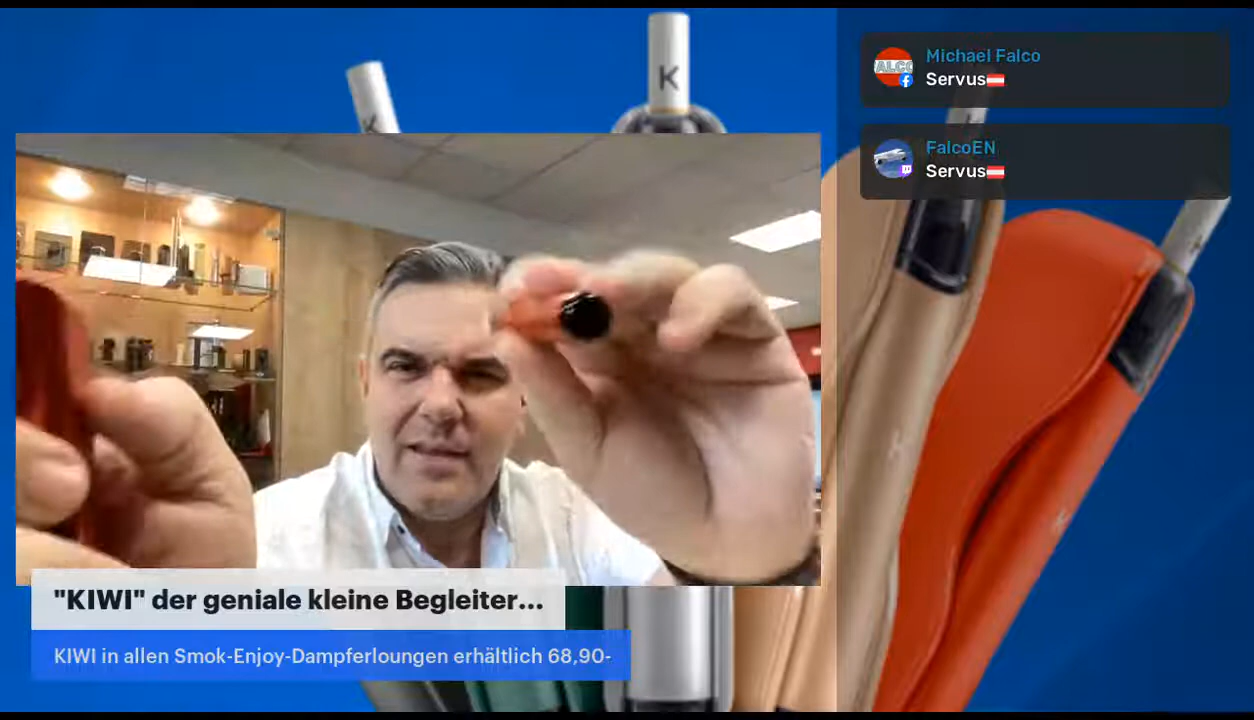 K
K
Michael Falco
ALCO
Servus
FalcoEN
Servus
"KIWI" der geniale kleine Begleiter...
KIWI in allen Smok-Enjoy-Dampferloungen erhältlich 68,90-